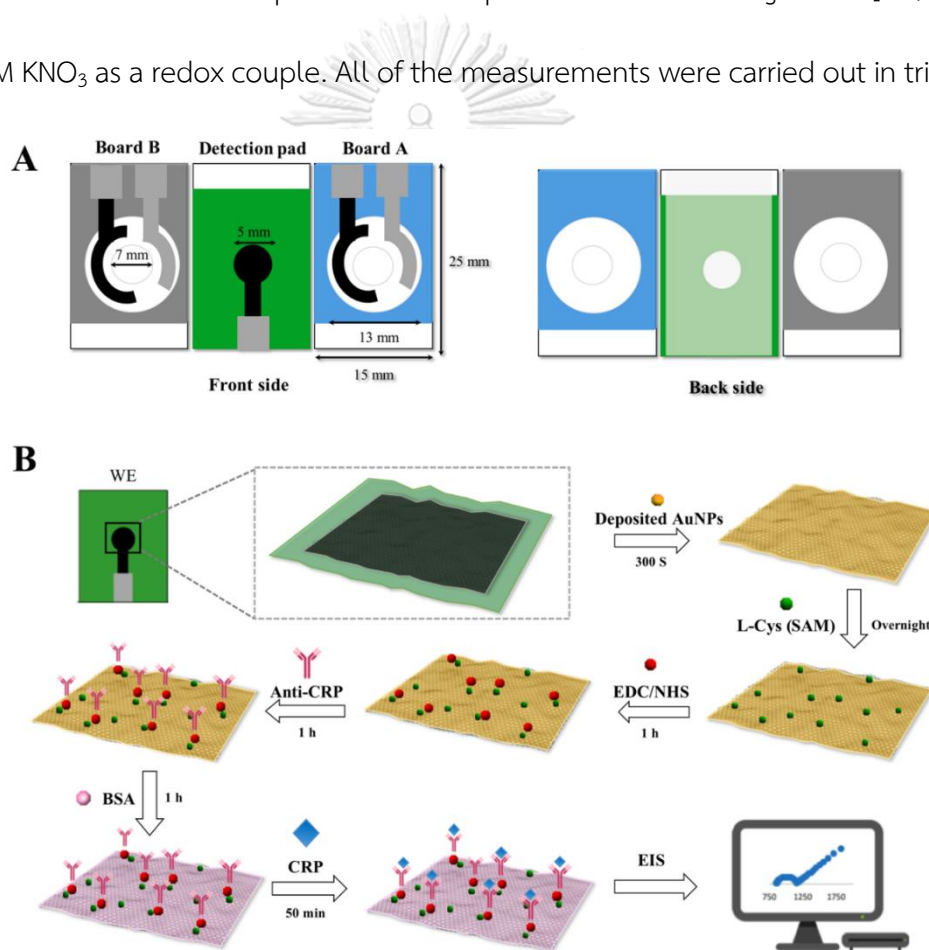 M KNO₃ as a redox couple. All of the measurements were carried out in tri
A
Board B Detection pad Board A
5 mm
7 mm
25 mm
13 mm
15 mm
Front side
Back side
B
WE
Deposited AuNPs
300 S
L-Cys (SAM) Overnight
Anti-CRP
1 h
EDC/NHS
1 h
BSA 1 h
CRP
50 min
EIS
750 1250 1750